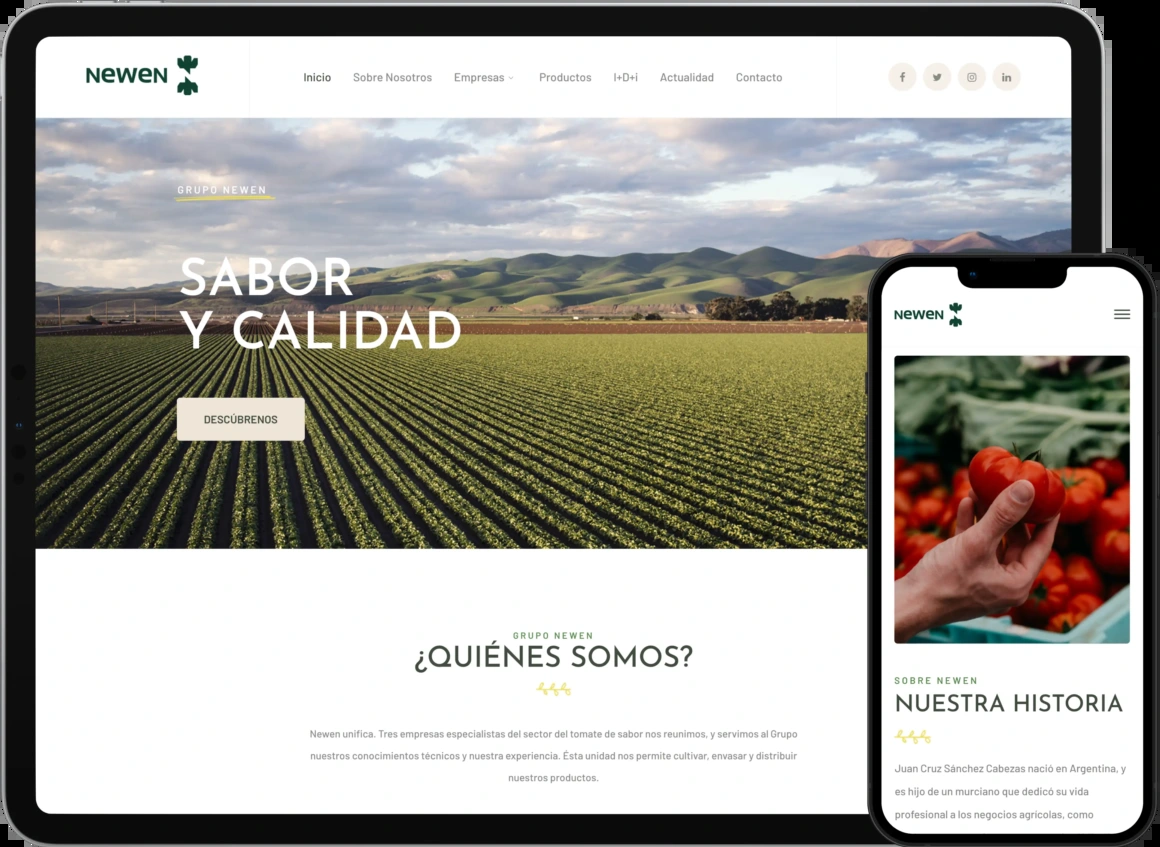 NEWEN
Inicio Sobre Nosotros Empresas Productos I+D+i Actualidad Contacto
GRUPO NEWEN
SABOR
Y CALIDAD
DESCÚBRENOS
GRUPO NEWEN
¿QUIÉNES SOMOS?
Newen unifica. Tres empresas especialistas del sector del tomate de sabor nos reunimos, y servimos al Grupo
nuestros conocimientos técnicos y nuestra experiencia. Ésta unidad nos permite cultivar, envasar y distribuir
nuestros productos.
NEWEN
SOBRE NEWEN
NUESTRA HISTORIA
Juan Cruz Sánchez Cabezas nació en Argentina, y
es hijo de un murciano que dedicó su vida
profesional a los negocios agrícolas, como